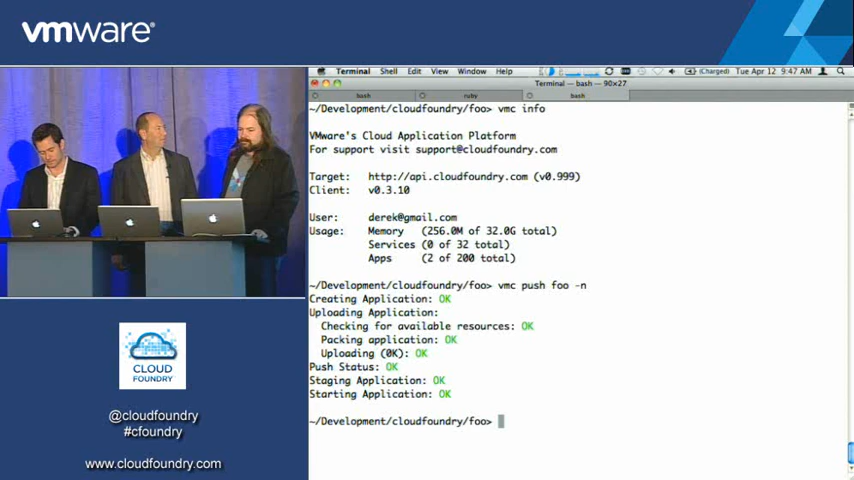 vmware®
Terminal Shell Edit View Window Help (Charged) Tue Apr 12 9:47 AM
Terminal — bash — 90×27
bash ruby bash
~/Development/cloudfoundry/foo> vmc info
VMware's Cloud Application Platform
For support visit support@cloudfoundry.com
Target: http://api.cloudfoundry.com (v0.999)
Client: v0.3.10
User: derek@gmail.com
Usage: Memory (256.0M of 32.0G total)
Services (0 of 32 total)
Apps (2 of 200 total)
~/Development/cloudfoundry/foo> vmc push foo -n
Creating Application: OK
Uploading Application:
Checking for available resources: OK
Packing application: OK
Uploading (0K): OK
Push Status: OK
Staging Application: OK
Starting Application: OK
~/Development/cloudfoundry/foo>
CLOUD
FOUNDRY
@cloudfoundry
#cfoundry
www.cloudfoundry.com